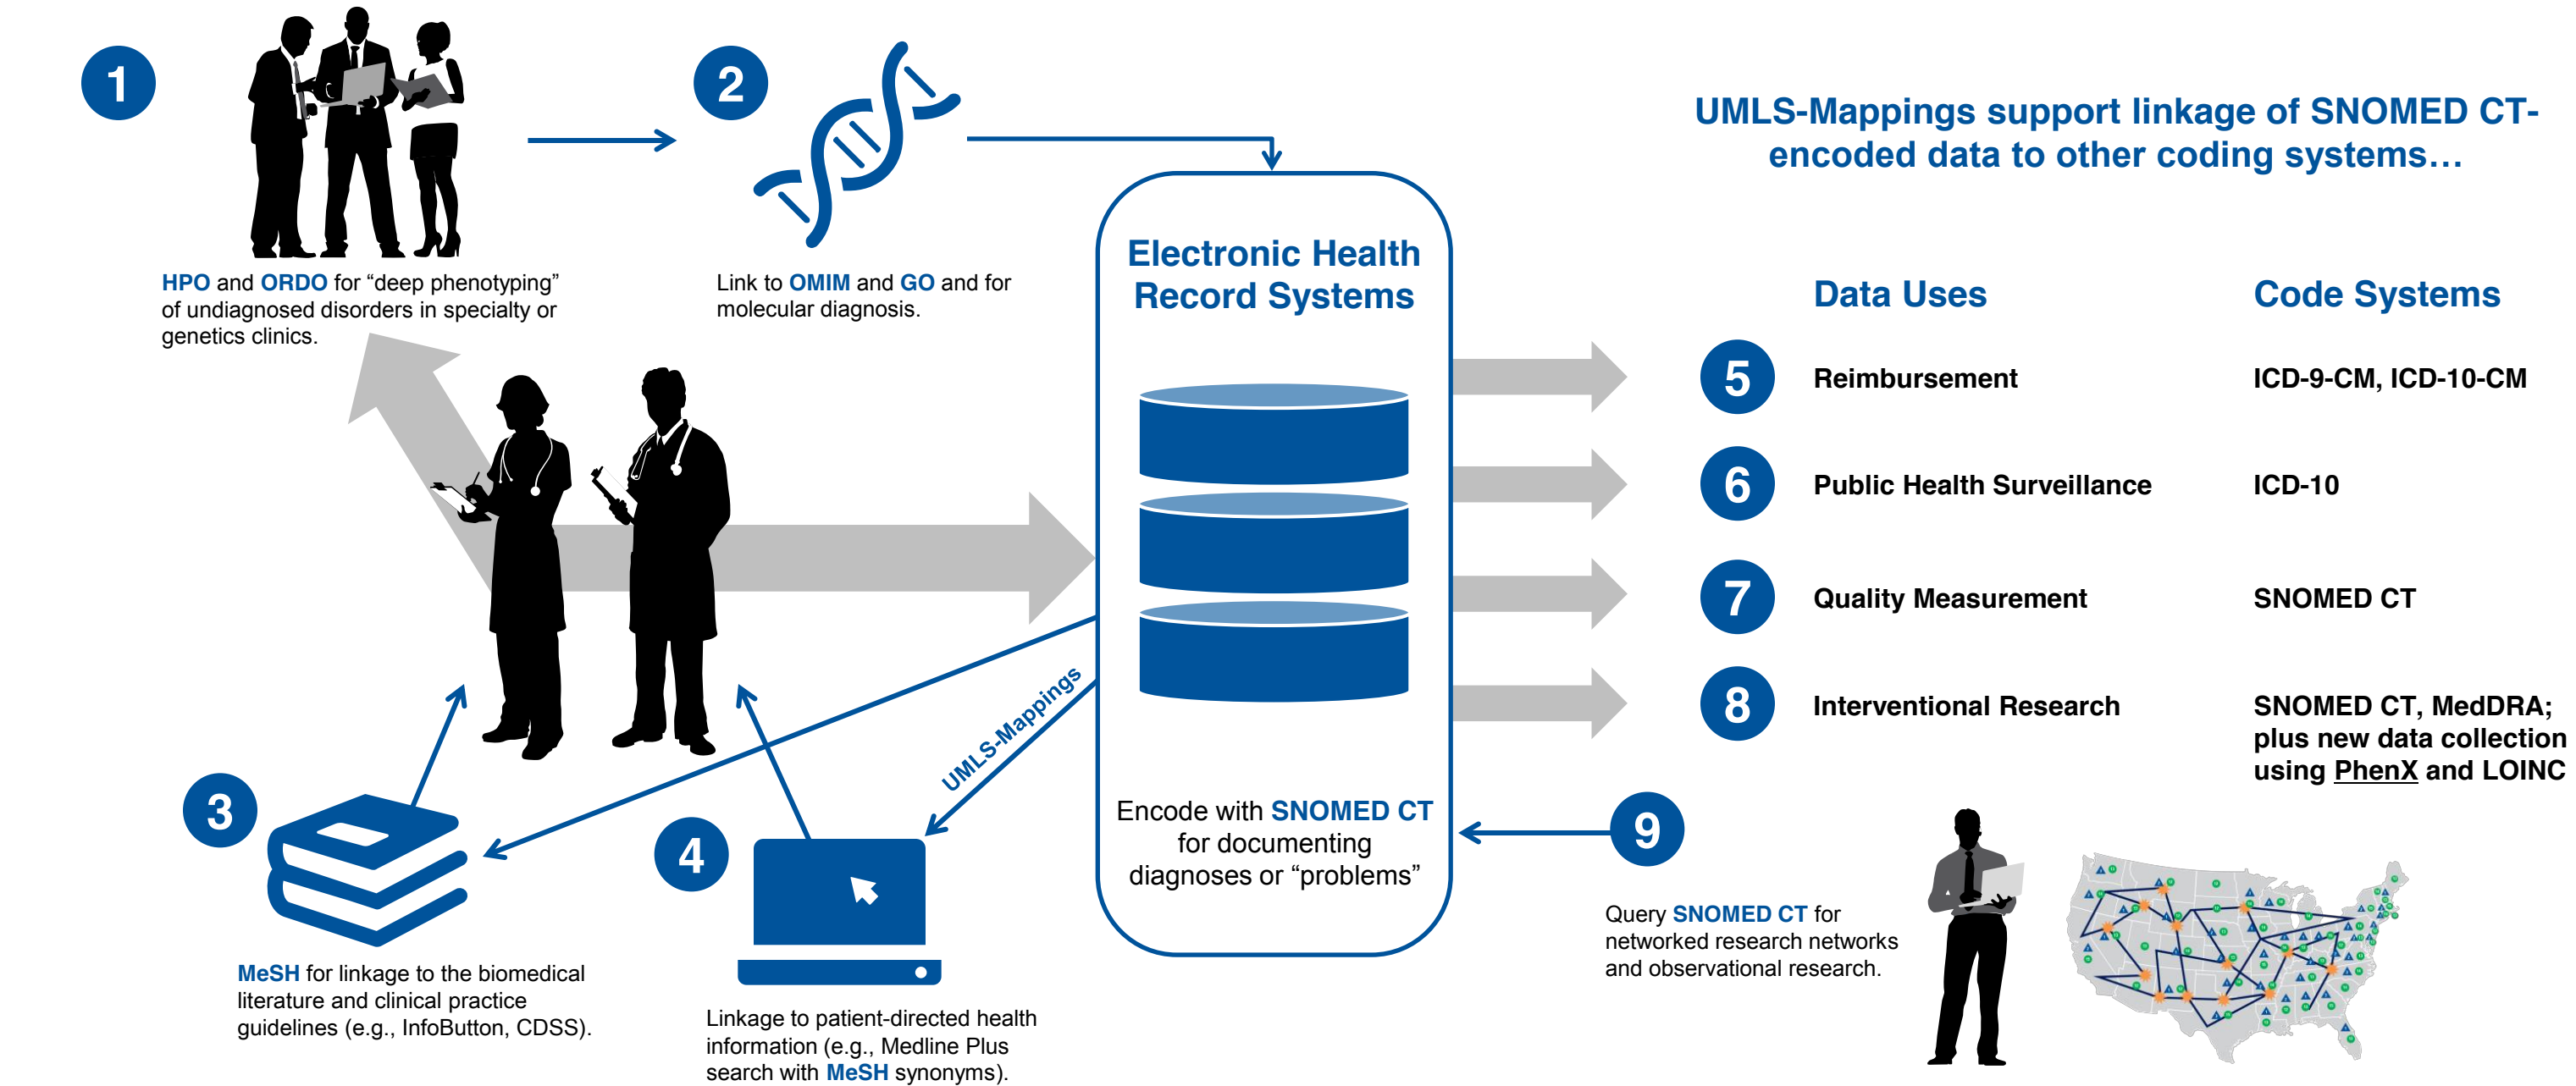 1
HPO and ORDO for “deep phenotyping”
of undiagnosed disorders in specialty or
genetics clinics.
2
Link to OMIM and GO and for
molecular diagnosis.
Electronic Health
Record Systems
Encode with SNOMED CT
for documenting
diagnoses or “problems”
UMLS-Mappings
3
MeSH for linkage to the biomedical
literature and clinical practice
guidelines (e.g., InfoButton, CDSS).
4
Linkage to patient-directed health
information (e.g., Medline Plus
search with MeSH synonyms).
UMLS-Mappings support linkage of SNOMED CT-
encoded data to other coding systems…
Data Uses Code Systems
5 Reimbursement ICD-9-CM, ICD-10-CM
6 Public Health Surveillance ICD-10
7 Quality Measurement SNOMED CT
8 Interventional Research SNOMED CT, MedDRA;
plus new data collection
using PhenX and LOINC
9
Query SNOMED CT for
networked research networks
and observational research.